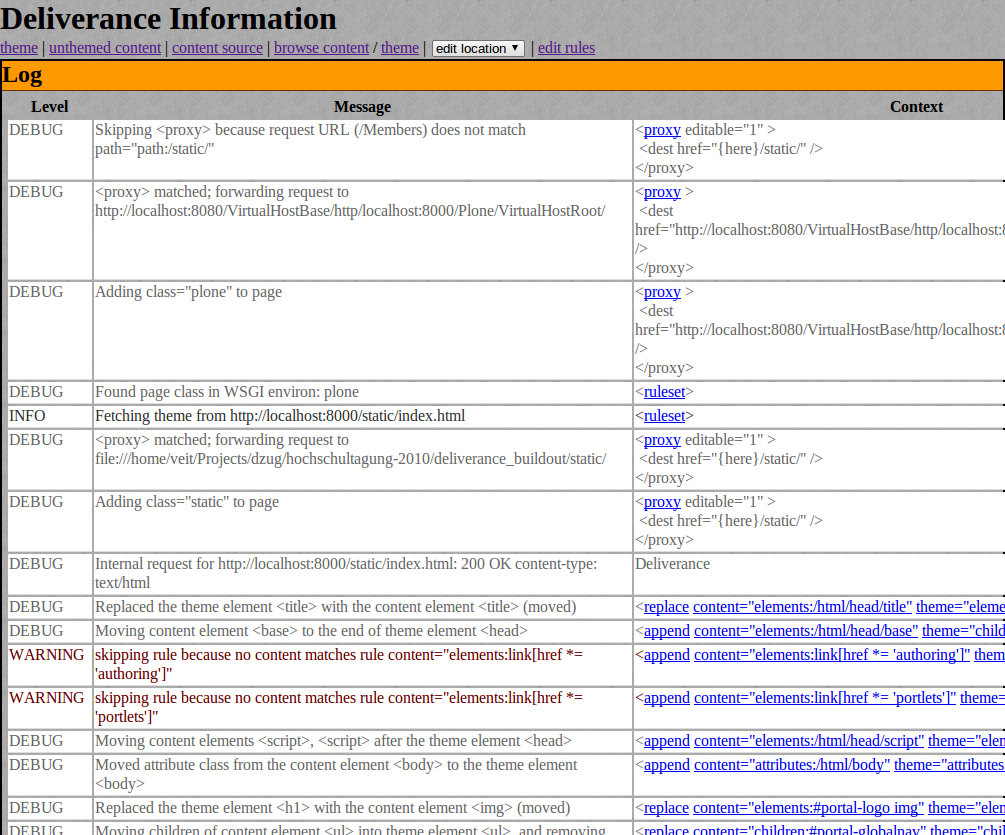 Deliverance Information
theme | unthemed content | content source | browse content / theme | edit location ▼ | edit rules
Log
Level Message Context
DEBUG Skipping <proxy> because request URL (/Members) does not match <proxy editable="1" >
path="path:/static/" <dest href="{here}/static/" />
</proxy>
DEBUG <proxy> matched; forwarding request to <proxy >
http://localhost:8080/VirtualHostBase/http/localhost:8000/Plone/VirtualHostRoot/ <dest
href="http://localhost:8080/VirtualHostBase/http/localhost:8
/>
</proxy>
DEBUG Adding class="plone" to page <proxy >
<dest
href="http://localhost:8080/VirtualHostBase/http/localhost:8
/>
</proxy>
DEBUG Found page class in WSGI environ: plone <ruleset>
INFO Fetching theme from http://localhost:8000/static/index.html <ruleset>
DEBUG <proxy> matched; forwarding request to <proxy editable="1" >
file:///home/veit/Projects/dzug/hochschultagung-2010/deliverance_buildout/static/ <dest href="{here}/static/" />
</proxy>
DEBUG Adding class="static" to page <proxy editable="1" >
<dest href="{here}/static/" />
</proxy>
DEBUG Internal request for http://localhost:8000/static/index.html: 200 OK content-type: Deliverance
text/html
DEBUG Replaced the theme element <title> with the content element <title> (moved) <replace content="elements:/html/head/title" theme="eleme
DEBUG Moving content element <base> to the end of theme element <head> <append content="elements:/html/head/base" theme="child
WARNING skipping rule because no content matches rule content="elements:link[href *= <append content="elements:link[href *= 'authoring']" them
'authoring']"
WARNING skipping rule because no content matches rule content="elements:link[href *= <append content="elements:link[href *= 'portlets']" theme=
'portlets']"
DEBUG Moving content elements <script>, <script> after the theme element <head> <append content="elements:/html/head/script" theme="elem
DEBUG Moved attribute class from the content element <body> to the theme element <append content="attributes:/html/body" theme="attributes
<body>
DEBUG Replaced the theme element <h1> with the content element <img> (moved) <replace content="elements:#portal-logo img" theme="elem
DEBUG Moving children of content element <ul> into theme element <ul>, and removing <replace content="children:#portal-globalnav" theme="chil